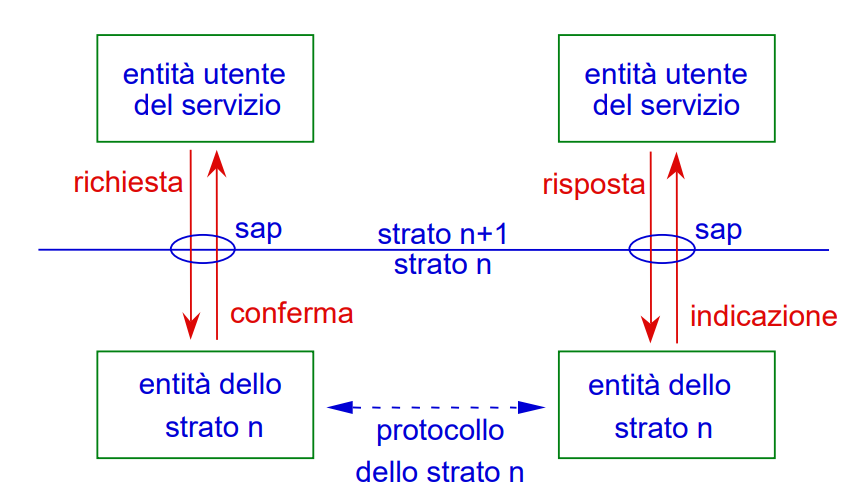 entità utente
del servizio
entità utente
del servizio
richiesta
risposta
sap
strato n+1
sap
strato n
conferma
indicazione
entità dello
strato n
entità dello
strato n
protocollo
dello strato n